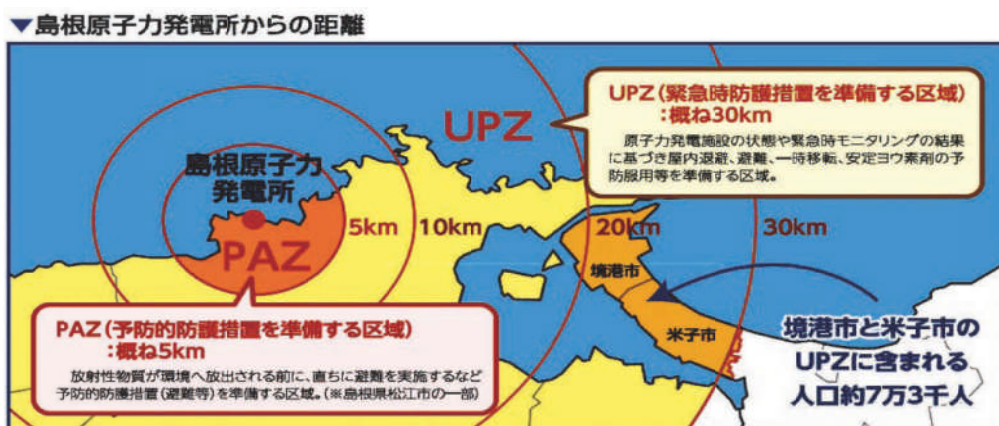 ▼島根原子力発電所からの距離
UPZ
UPZ(緊急時防護措置を準備する区域)
:概ね30km
原子力発電施設の状態や緊急時モニタリングの結果
に基づき屋内退避、避難、一時移転、安定ヨウ素剤の予
防服用等を準備する区域。
島根原子力
発電所
PAZ
5km
10km
20km
30km
境港市
米子市
PAZ(予防的防護措置を準備する区域)
:概ね5km
放射性物質が環境へ放出される前に、直ちに避難を実施するなど
予防的防護措置(避難等)を準備する区域。(※島根県松江市の一部)
境港市と米子市の
UPZに含まれる
人口約7万3千人